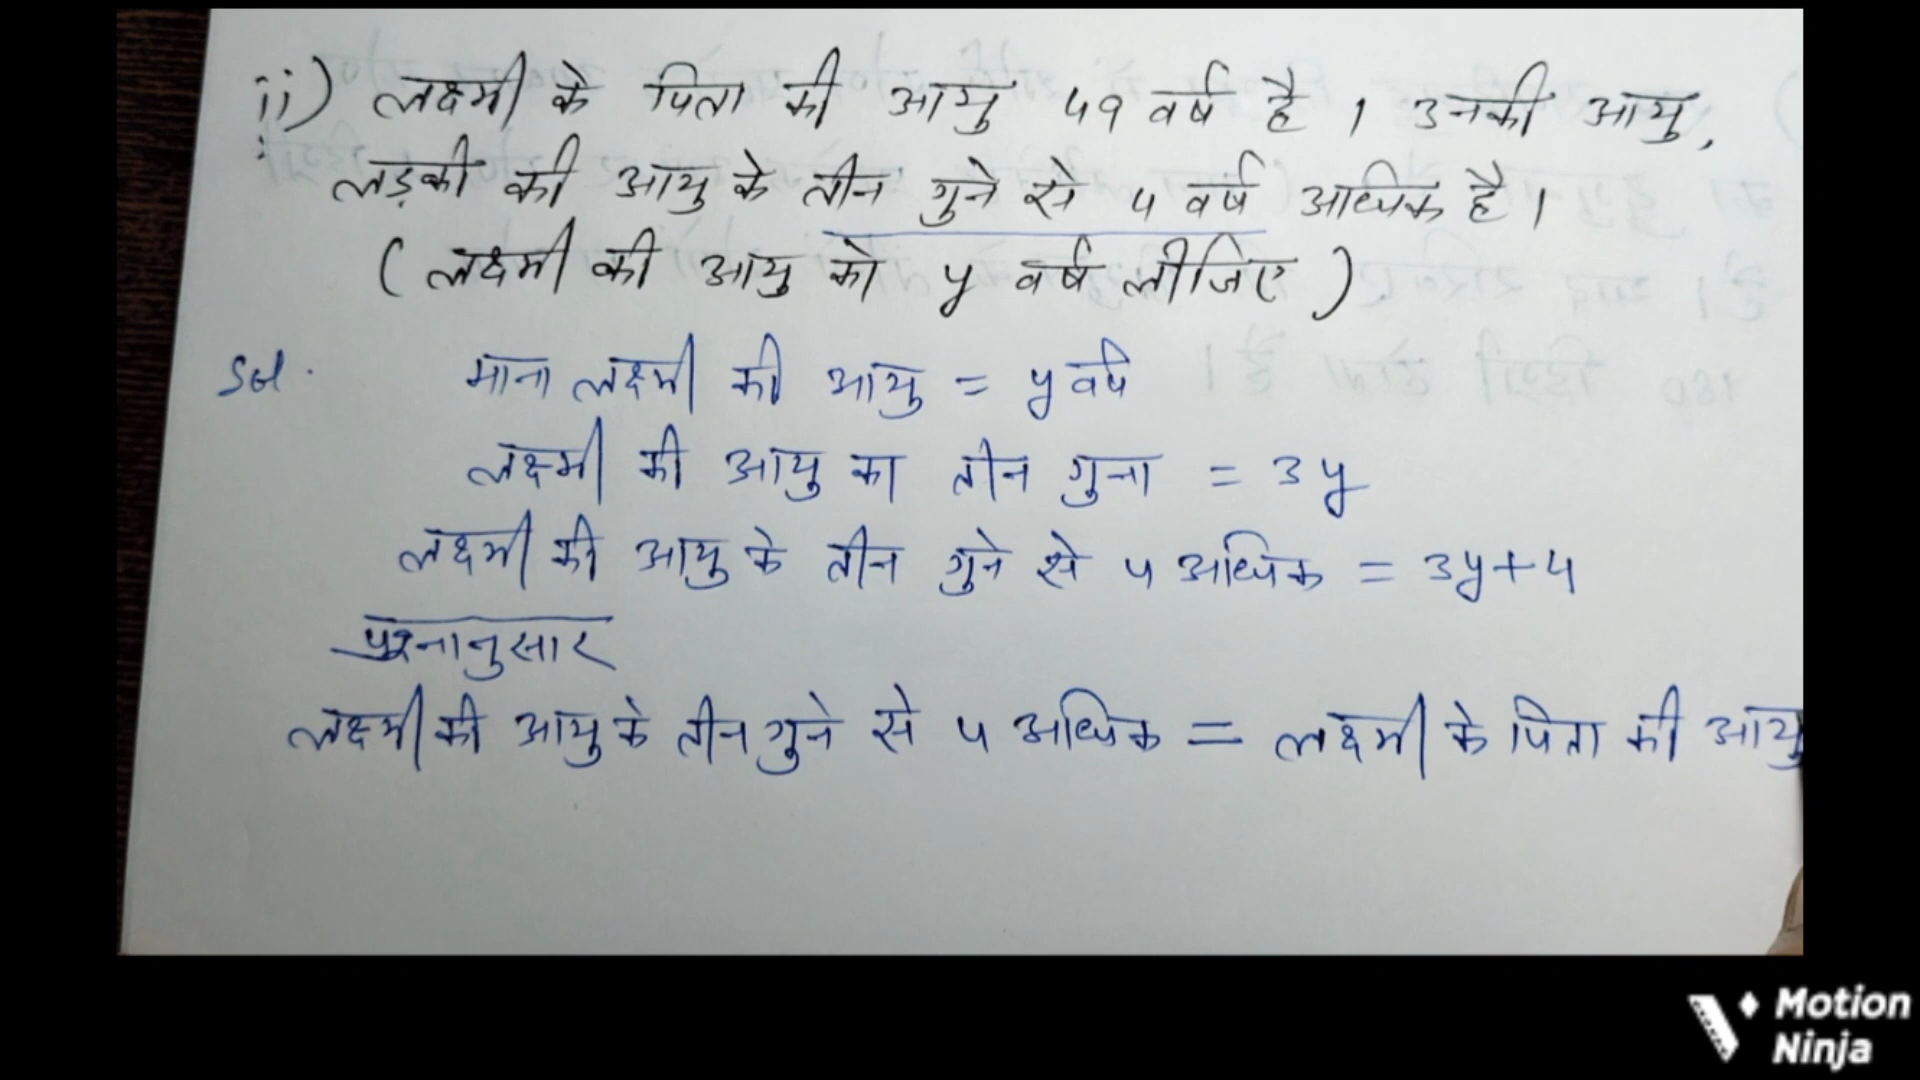 ii) लक्ष्मी के पिता की आयु 49 वर्ष है । उनकी आयु,
लड़की की आयु के तीन गुने से 4 वर्ष अधिक है ।
( लक्ष्मी की आयु को y वर्ष लीजिए )
Sol. माना लक्ष्मी की आयु = y वर्ष
लक्ष्मी की आयु का तीन गुना = 3y
लक्ष्मी की आयु के तीन गुने से 4 अधिक = 3y+4
प्रश्नानुसार
लक्ष्मी की आयु के तीन गुने से 4 अधिक = लक्ष्मी के पिता की आयु
Motion
Ninja